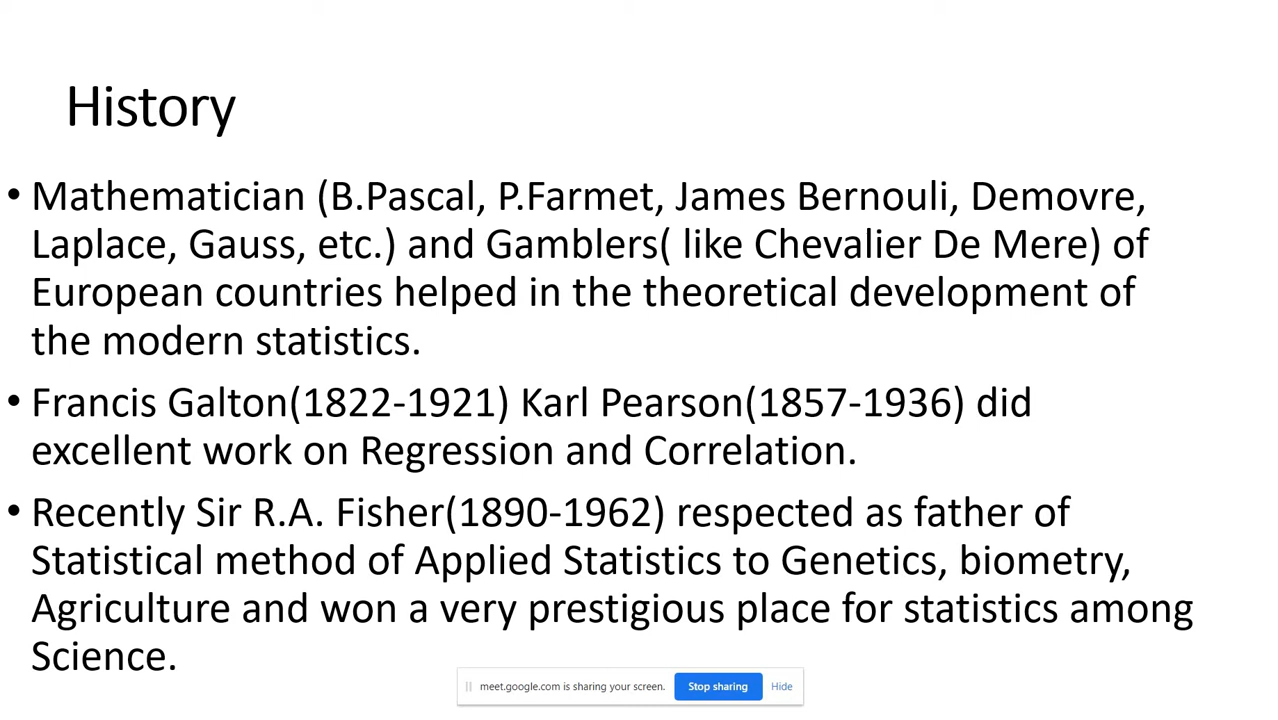 History
• Mathematician (B.Pascal, P.Farmet, James Bernouli, Demovre,
Laplace, Gauss, etc.) and Gamblers( like Chevalier De Mere) of
European countries helped in the theoretical development of
the modern statistics.
• Francis Galton(1822-1921) Karl Pearson(1857-1936) did
excellent work on Regression and Correlation.
• Recently Sir R.A. Fisher(1890-1962) respected as father of
Statistical method of Applied Statistics to Genetics, biometry,
Agriculture and won a very prestigious place for statistics among
Science.
meet.google.com is sharing your screen. Stop sharing Hide